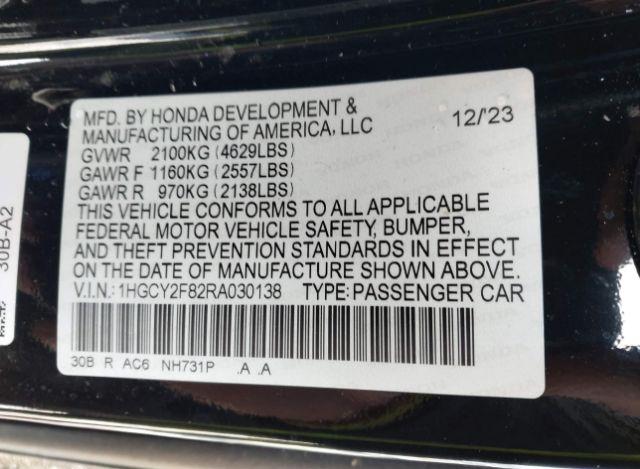 MFD. BY HONDA DEVELOPMENT &
MANUFACTURING OF AMERICA, LLC 12/'23
GVWR 2100KG (4629LBS)
GAWR F 1160KG (2557LBS)
GAWR R 970KG (2138LBS)
THIS VEHICLE CONFORMS TO ALL APPLICABLE
FEDERAL MOTOR VEHICLE SAFETY, BUMPER,
AND THEFT PREVENTION STANDARDS IN EFFECT
ON THE DATE OF MANUFACTURE SHOWN ABOVE.
V.I.N.: 1HGCY2F82RA030138 TYPE: PASSENGER CAR
30B R AC6 NH731P .A .A
30B-A2